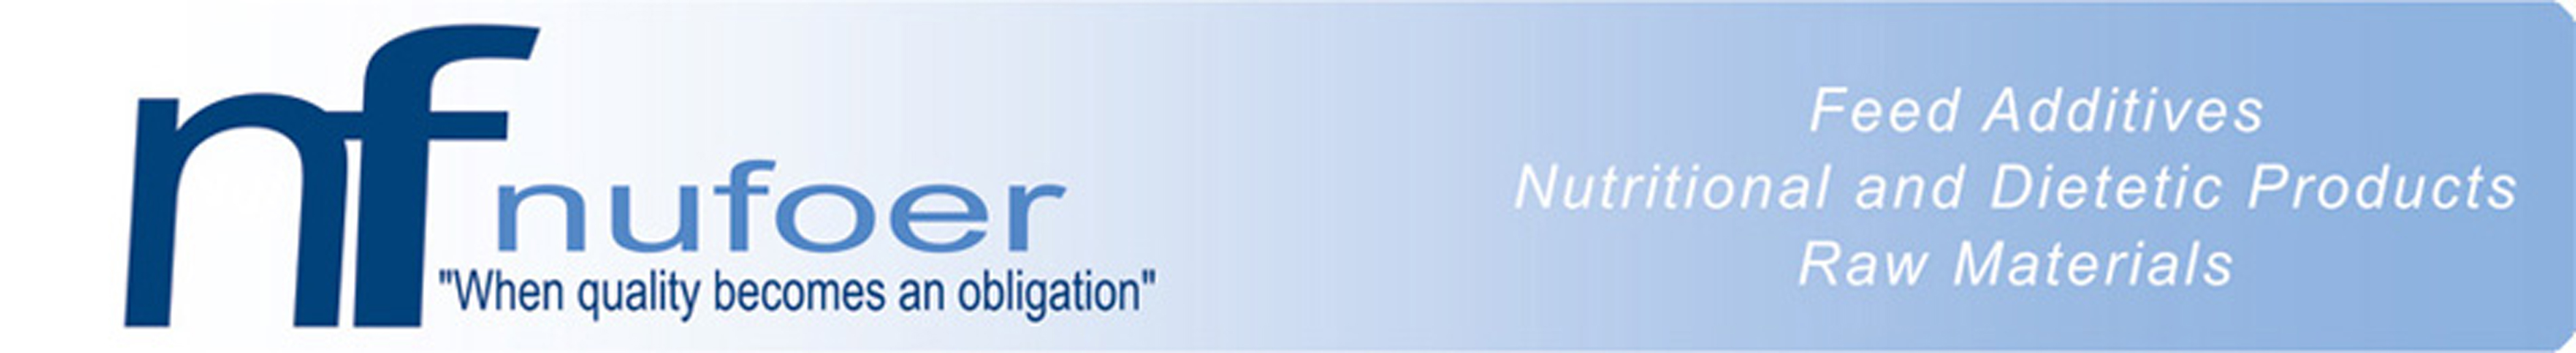 nf
nufoer
"When quality becomes an obligation"
Feed Additives
Nutritional and Dietetic Products
Raw Materials